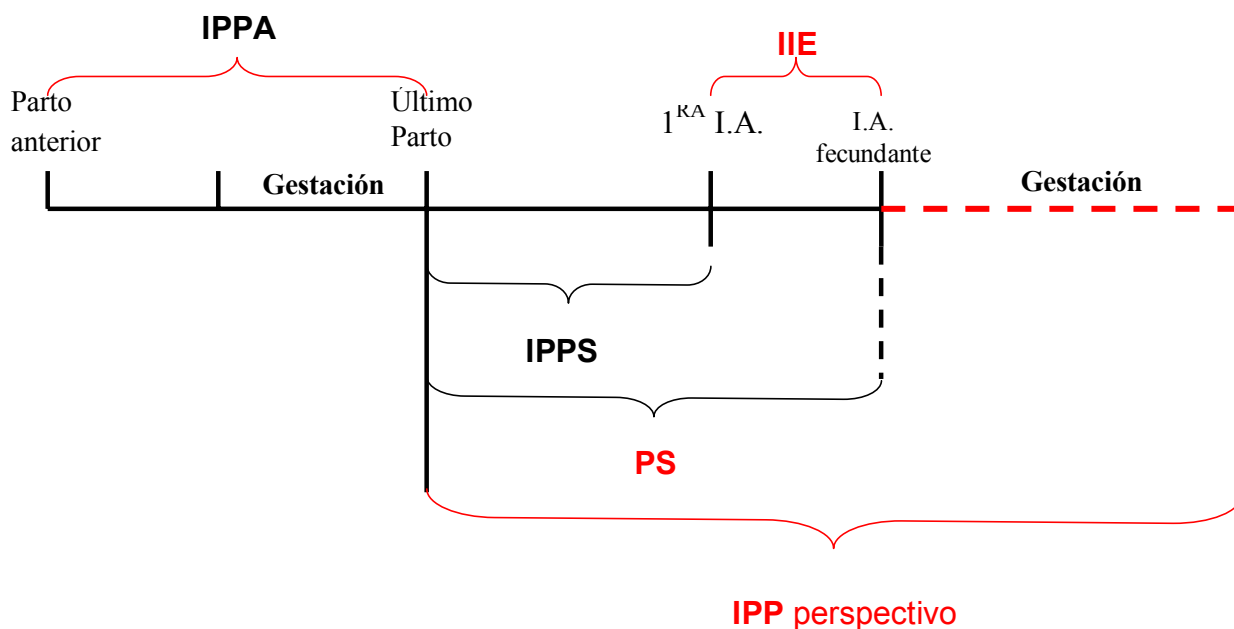 IPPA
IIE
Parto
anterior
Último
Parto
1RA I.A.
I.A.
fecundante
Gestación
Gestación
IPPS
PS
IPP perspectivo